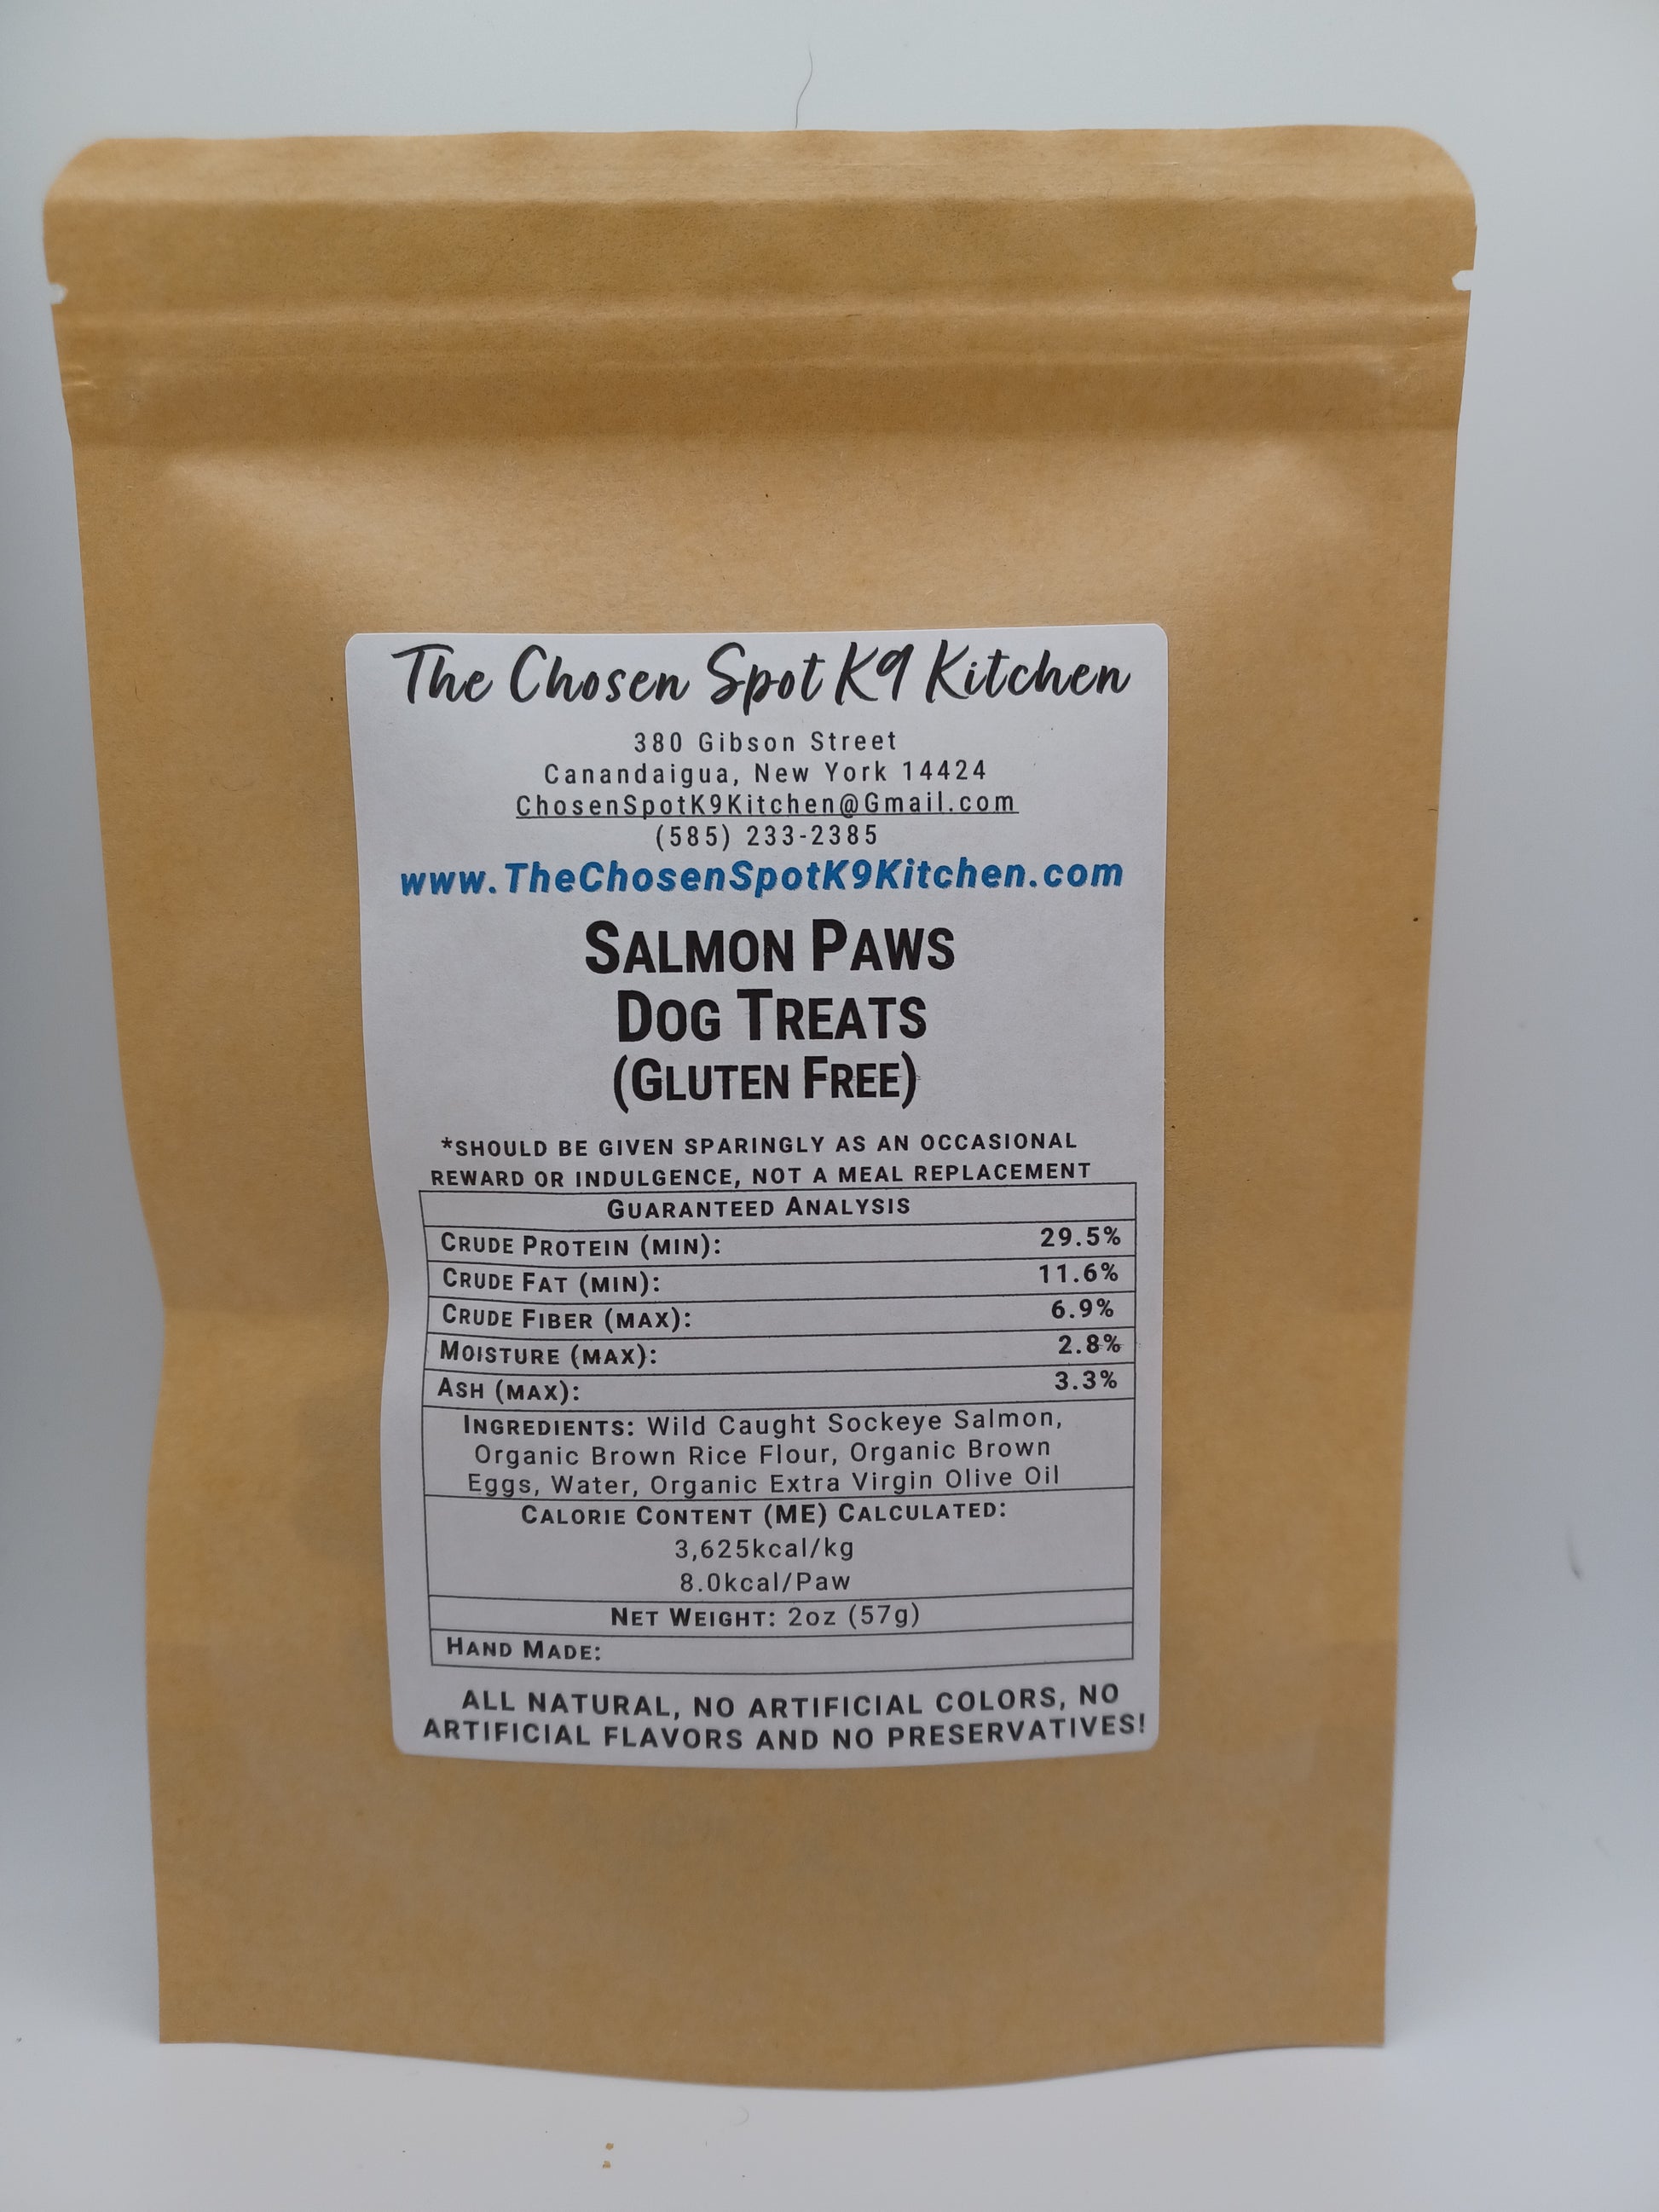 The Chosen Spot K9 Kitchen
380 Gibson Street
Canandaigua, New York 14424
ChosenSpotK9Kitchen@Gmail.com
(585) 233-2385
www.TheChosenSpotK9Kitchen.com
SALMON PAWS
DOG TREATS
(GLUTEN FREE)
*SHOULD BE GIVEN SPARINGLY AS AN OCCASIONAL
REWARD OR INDULGENCE, NOT A MEAL REPLACEMENT
GUARANTEED ANALYSIS
CRUDE PROTEIN (MIN): 29.5%
CRUDE FAT (MIN): 11.6%
CRUDE FIBER (MAX): 6.9%
MOISTURE (MAX): 2.8%
ASH (MAX): 3.3%
INGREDIENTS: Wild Caught Sockeye Salmon,
Organic Brown Rice Flour, Organic Brown
Eggs, Water, Organic Extra Virgin Olive Oil
CALORIE CONTENT (ME) CALCULATED:
3,625kcal/kg
8.0kcal/Paw
NET WEIGHT: 2oz (57g)
HAND MADE:
ALL NATURAL, NO ARTIFICIAL COLORS, NO
ARTIFICIAL FLAVORS AND NO PRESERVATIVES!